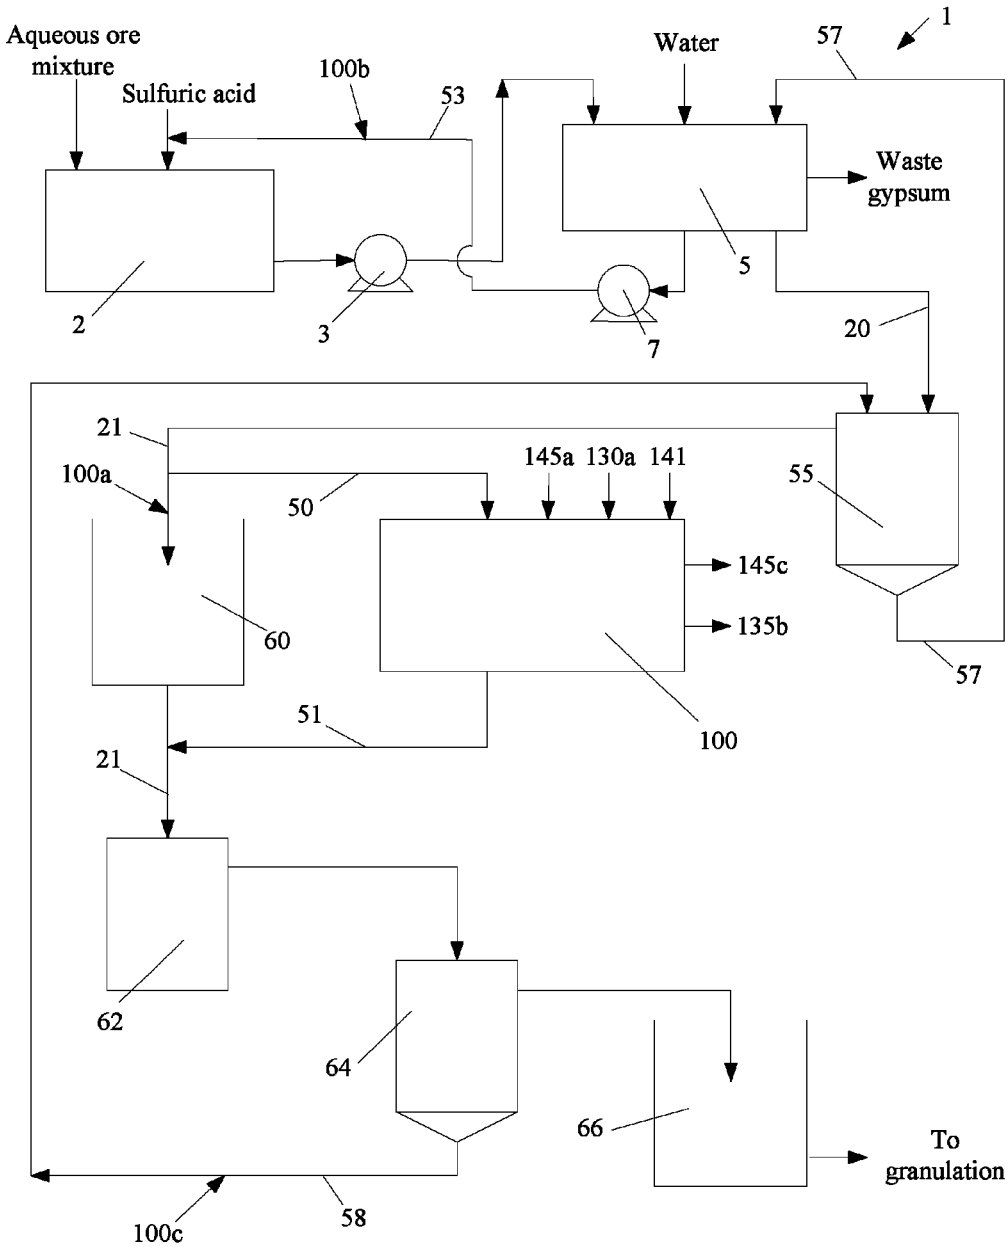 1
57
Water
Aqueous ore
mixture
100b
Sulfuric acid
53
Waste
gypsum
5
2
3
7
20
21
100a
50
145a
130a
141
55
145c
135b
60
57
51
100
21
62
64
66
To
granulation
58
100c